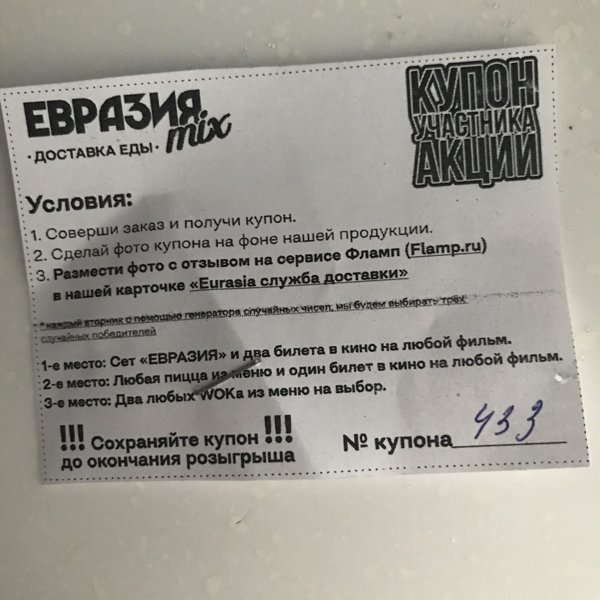 ЕВРАЗИЯ
mix
·ДОСТАВКА ЕДЫ·
КУПОН
УЧАСТНИКА
АКЦИИ
Условия:
1. Соверши заказ и получи купон.
2. Сделай фото купона на фоне нашей продукции.
3. Размести фото с отзывом на сервисе Фламп (Flamp.ru)
в нашей карточке «Eurasia служба доставки»
* каждый вторник с помощью генератора случайных чисел, мы будем выбирать трёх
случайных победителей
1-е место: Сет «ЕВРАЗИЯ» и два билета в кино на любой фильм.
2-е место: Любая пицца из меню и один билет в кино на любой фильм.
3-е место: Два любых WOKа из меню на выбор.
!!! Сохраняйте купон !!!
до окончания розыгрыша
№ купона 433